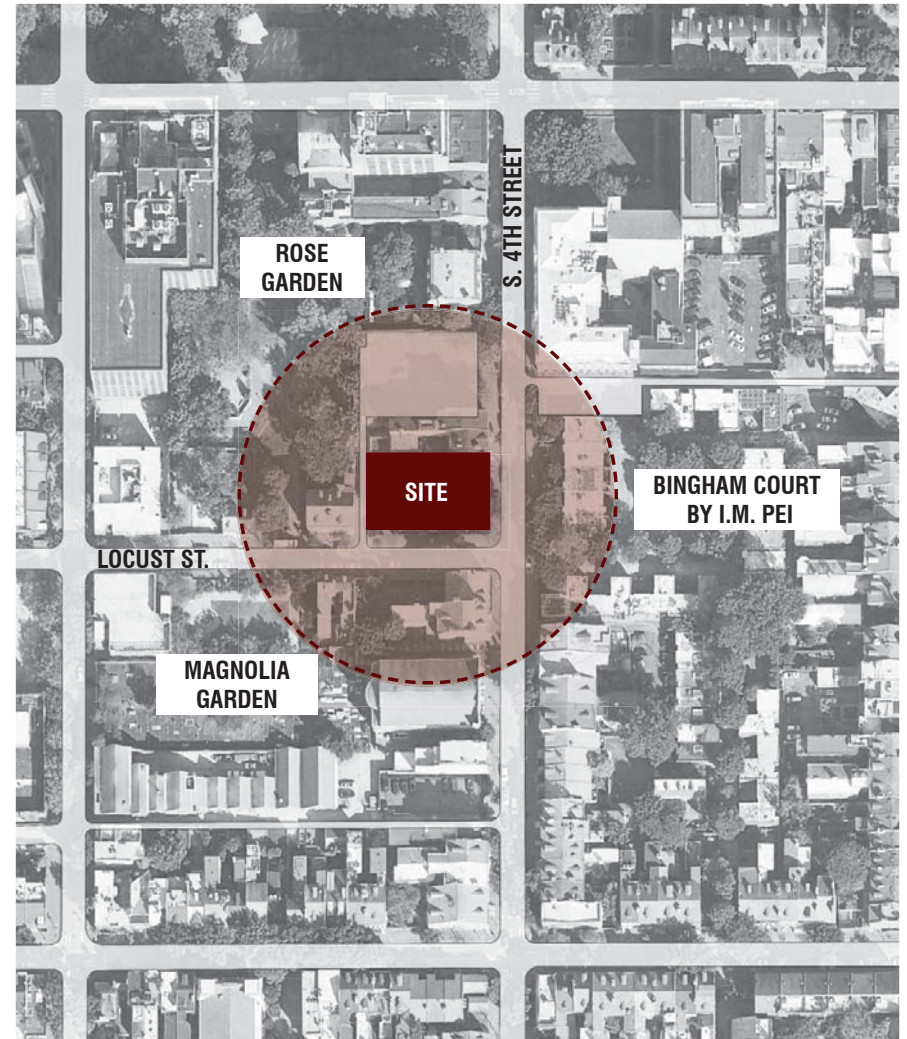 S. 4TH STREET
ROSE
GARDEN
SITE
BINGHAM COURT
BY I.M. PEI
LOCUST ST.
MAGNOLIA
GARDEN